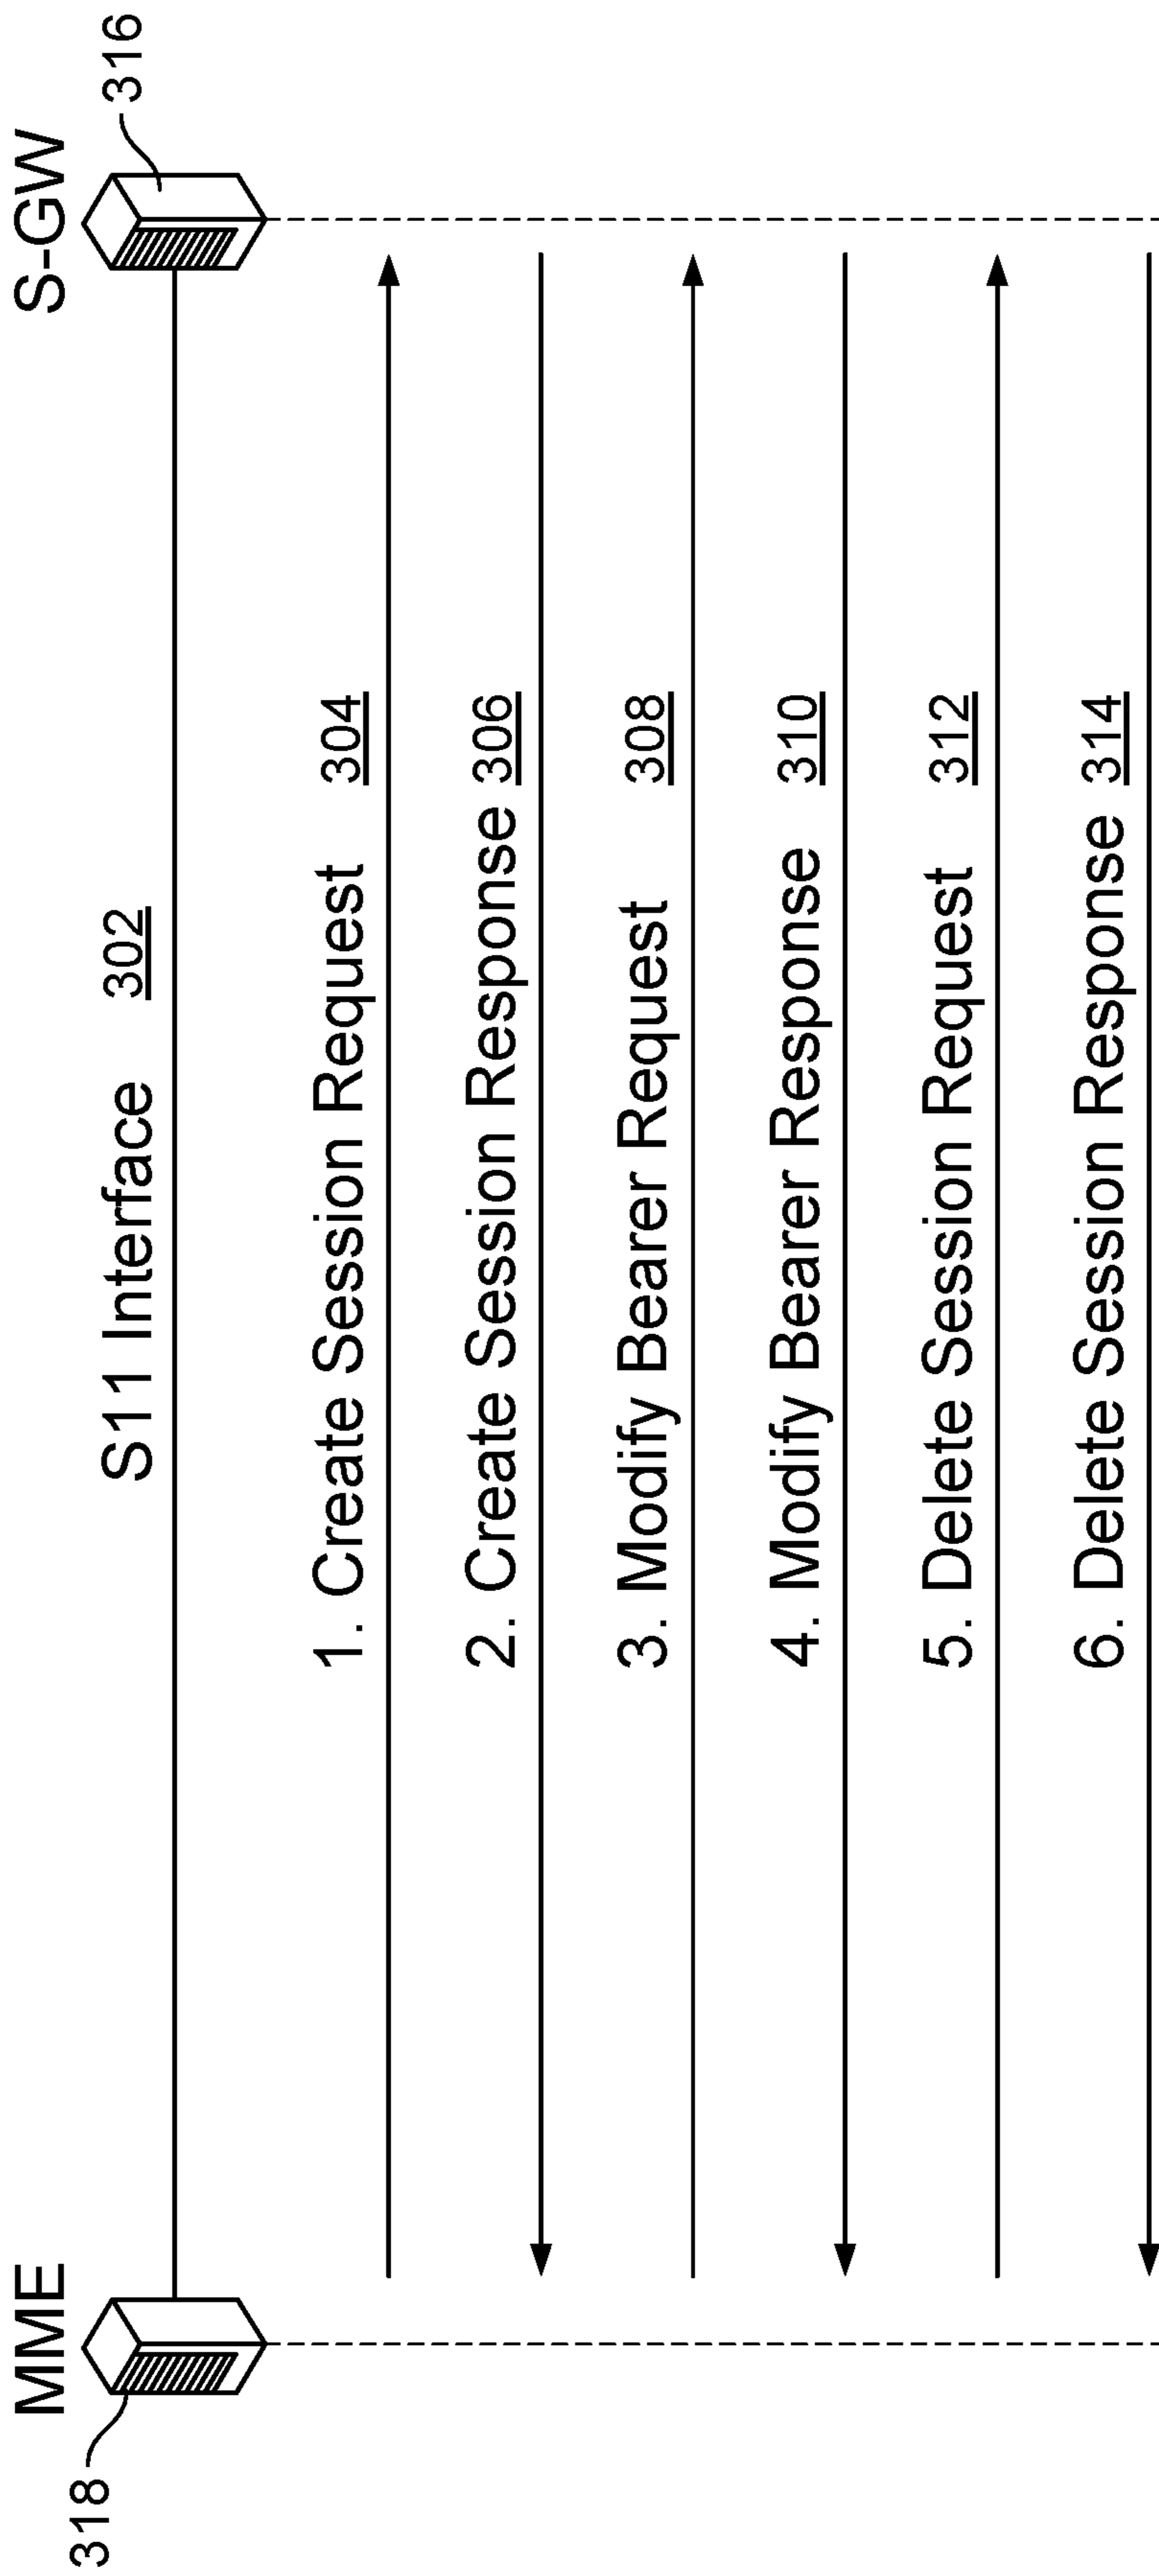 MME
S-GW
318
316
S11 Interface 302
1. Create Session Request 304
2. Create Session Response 306
3. Modify Bearer Request 308
4. Modify Bearer Response 310
5. Delete Session Request 312
6. Delete Session Response 314